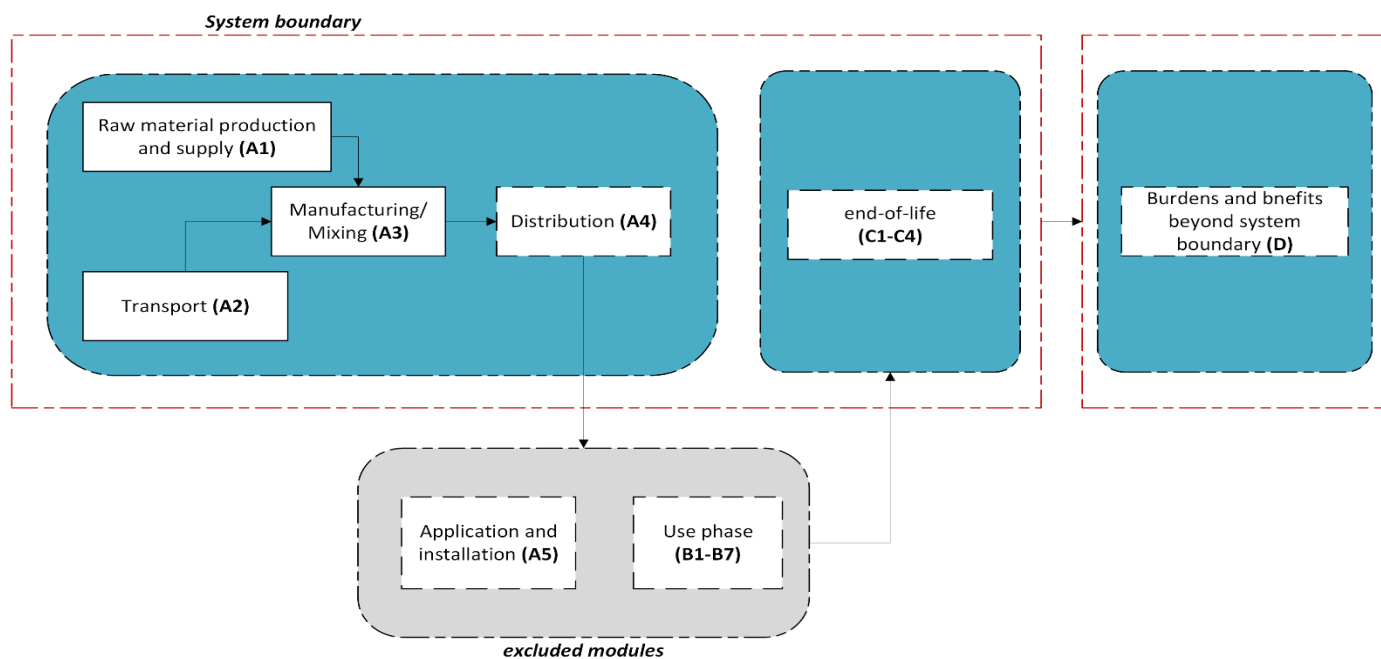 System boundary
Raw material production
and supply (A1)
Manufacturing/
Mixing (A3)
Distribution (A4)
Transport (A2)
end-of-life
(C1-C4)
Burdens and bnefits
beyond system
boundary (D)
Application and
installation (A5)
Use phase
(B1-B7)
excluded modules